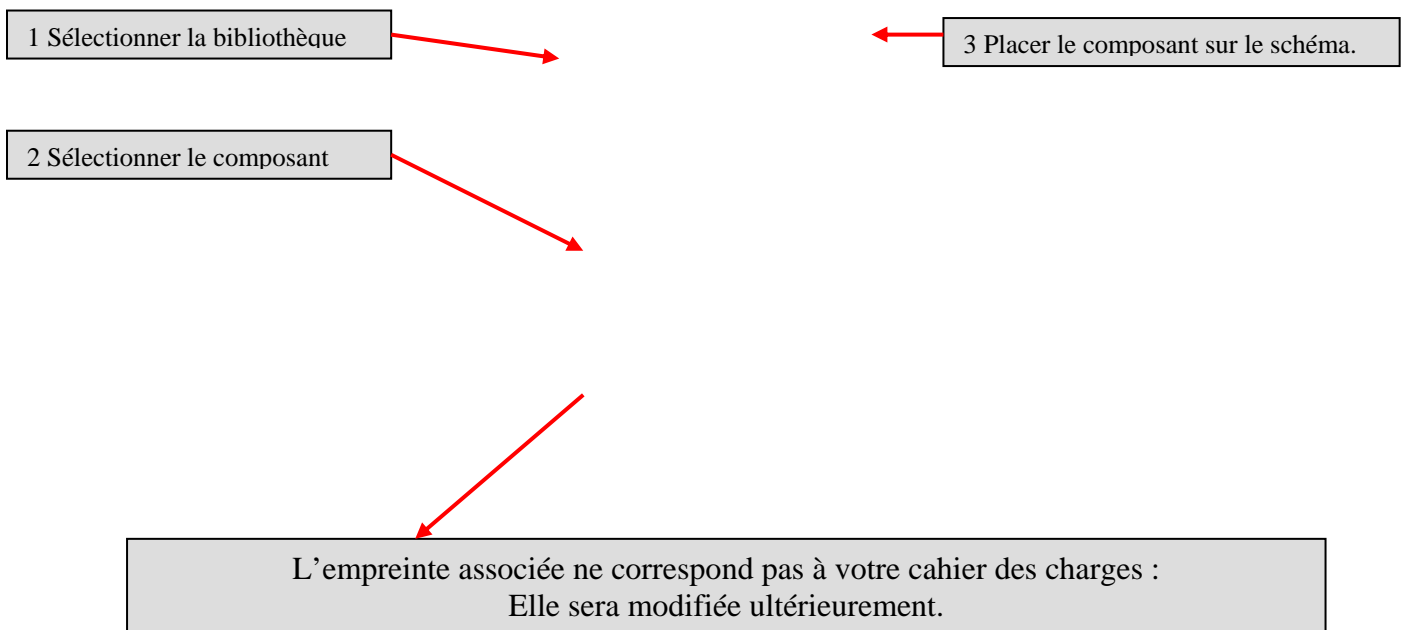 1 Sélectionner la bibliothèque
3 Placer le composant sur le schéma.
2 Sélectionner le composant
L’empreinte associée ne correspond pas à votre cahier des charges :
Elle sera modifiée ultérieurement.